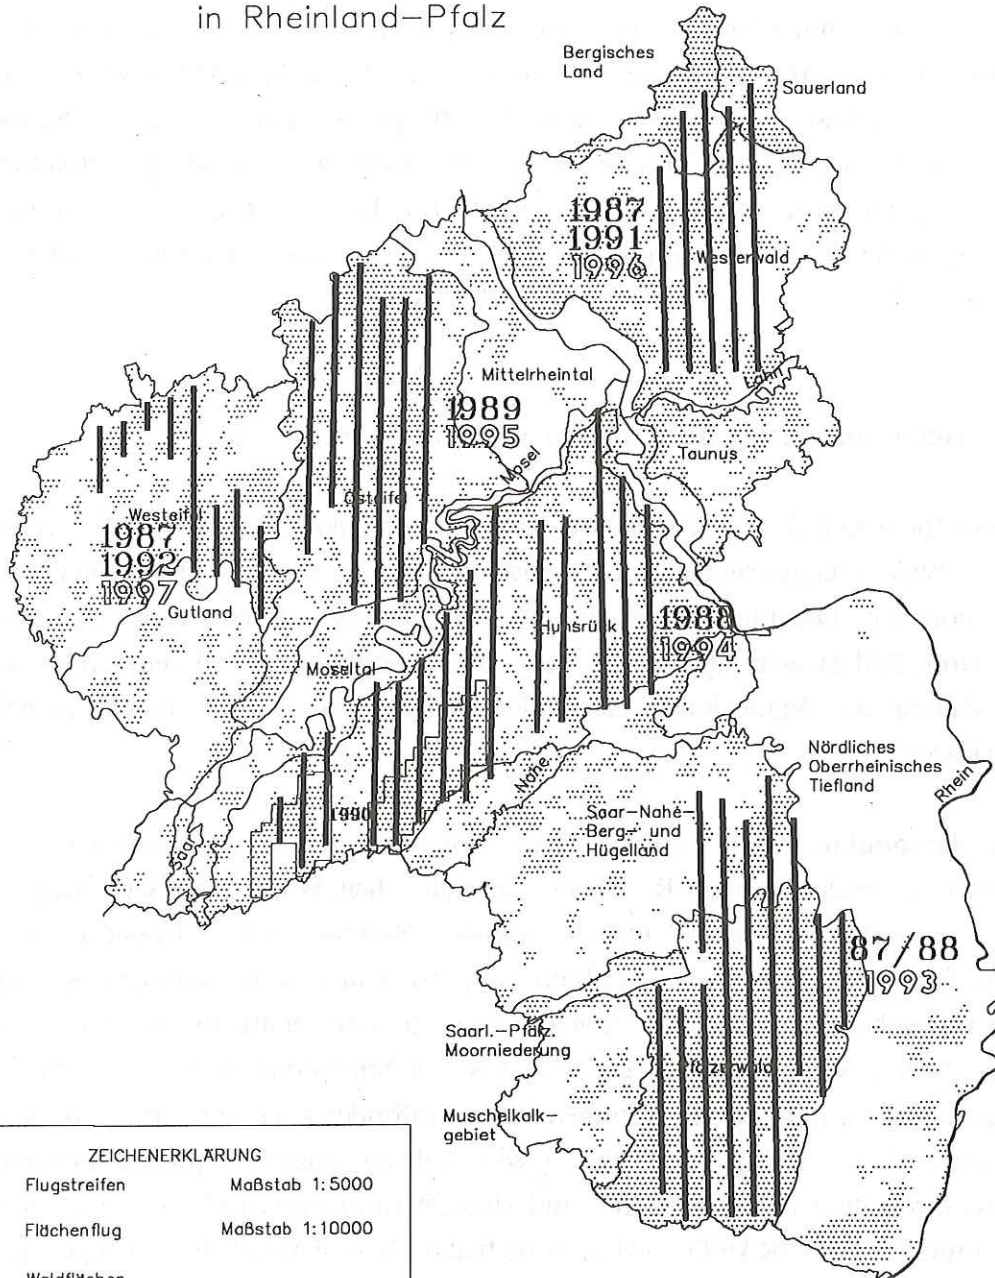 in Rheinland–Pfalz
Bergisches
Land
Sauerland
1987
1991
1996
Westerwald
Mittelrheintal
Lahn
1989
1995
Mosel
Taunus
Osteifel
Westeifel
1987
1992
1997
Gutland
Hunsrück
1988
1994
Moseltal
Nördliches
Oberrheinisches
Tiefland
Rhein
Nahe
Saar–Nahe–
Berg– und
Hügelland
1990
Saar
87/88
1993
Saarl.–Pfälz.
Moorniederung
Pfälzerwald
Muschelkalk–
gebiet
ZEICHENERKLÄRUNG
Flugstreifen Maßstab 1:5000
Flächenflug Maßstab 1:10000
Waldflächen